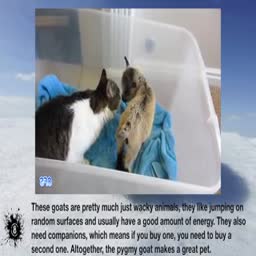 These goats are pretty much just wacky animals, they like jumping on
random surfaces and usually have a good amount of energy. They also
need companions, which means if you buy one, you need to buy a
second one. Altogether, the pygmy goat makes a great pet.